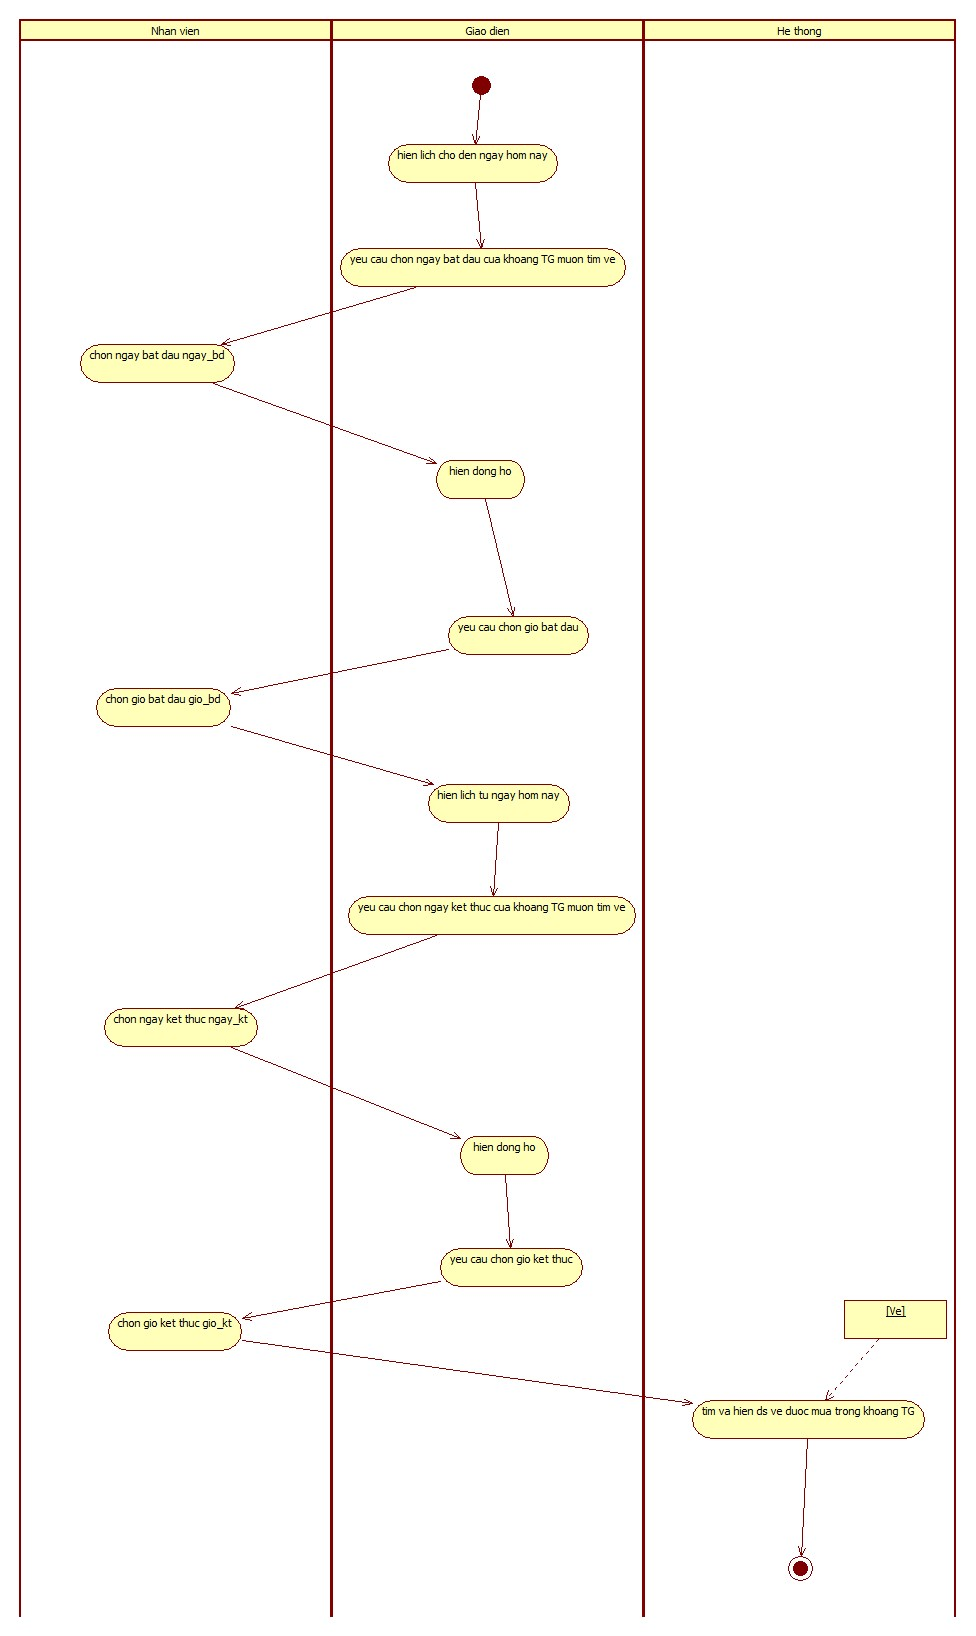 Nhan vien
Giao dien
He thong
hien lich cho den ngay hom nay
yeu cau chon ngay bat dau cua khoang TG muon tim ve
chon ngay bat dau ngay_bd
hien dong ho
yeu cau chon gio bat dau
chon gio bat dau gio_bd
hien lich tu ngay hom nay
yeu cau chon ngay ket thuc cua khoang TG muon tim ve
chon ngay ket thuc ngay_kt
hien dong ho
yeu cau chon gio ket thuc
[Ve]
chon gio ket thuc gio_kt
tim va hien ds ve duoc mua trong khoang TG